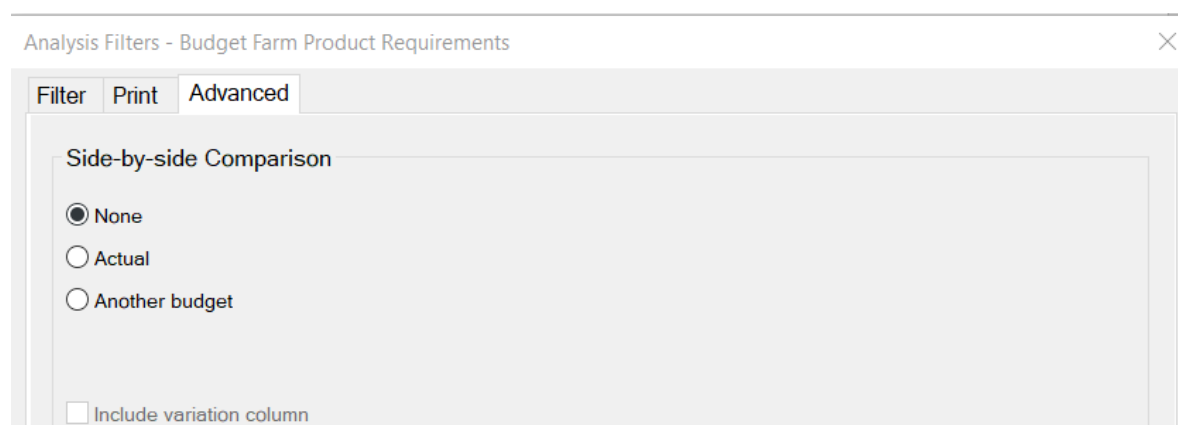 Analysis Filters - Budget Farm Product Requirements
Filter Print Advanced
Side-by-side Comparison
None
Actual
Another budget
Include variation column